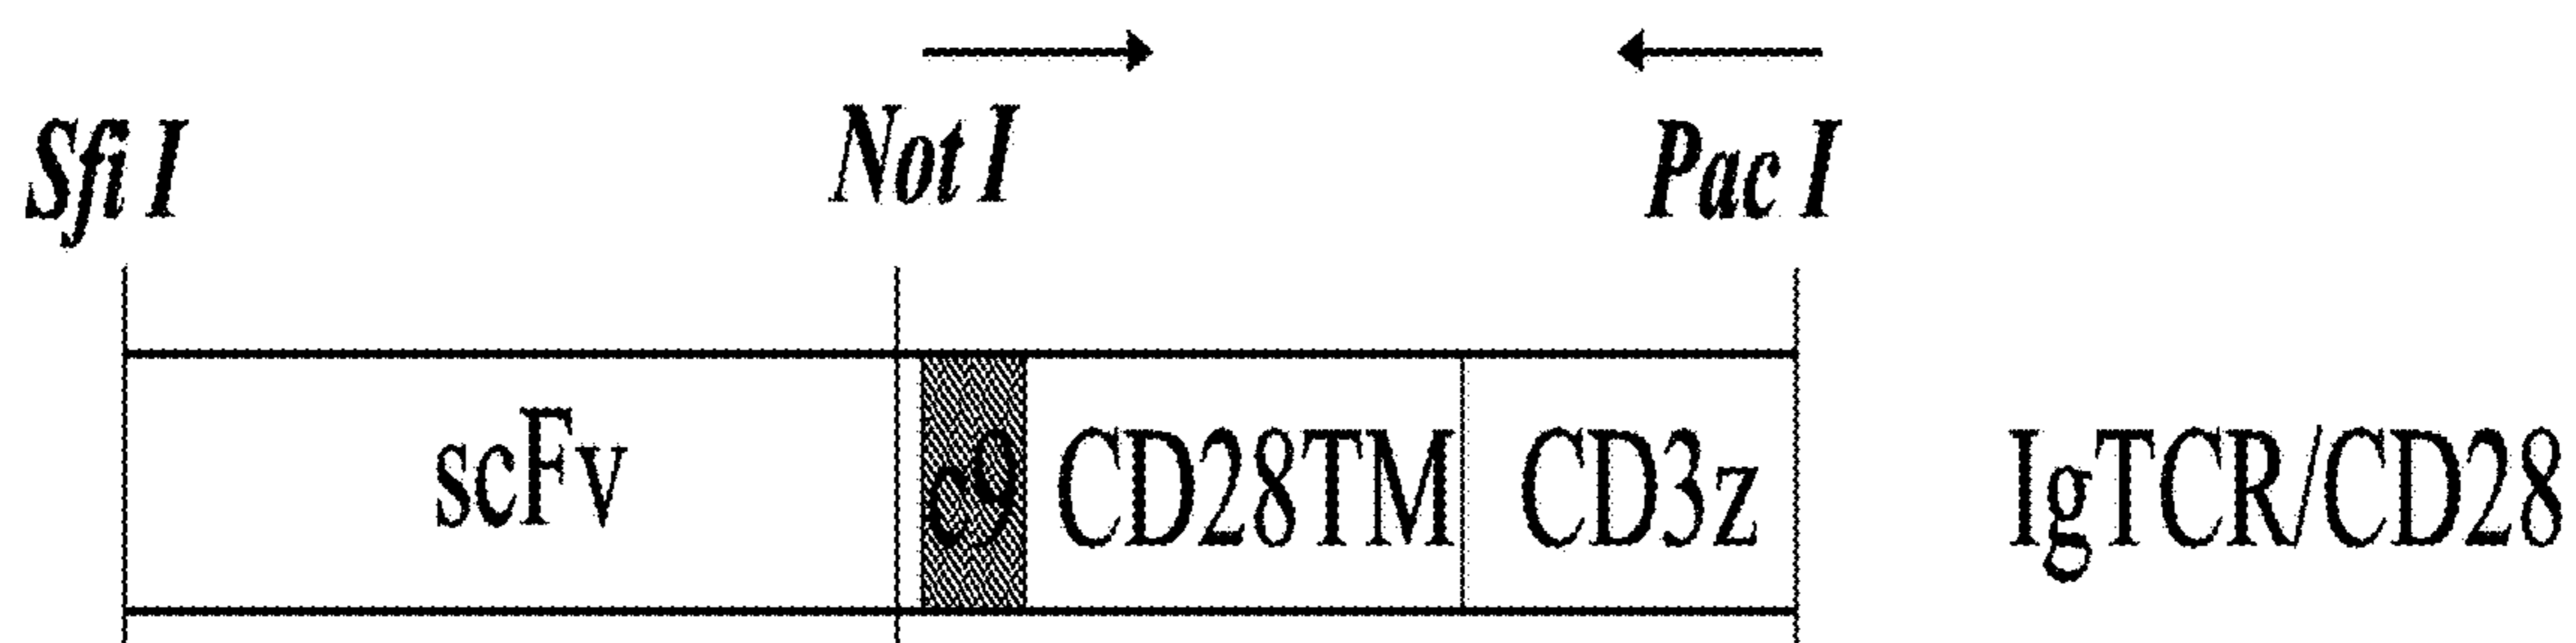 Sfi I Not I Pac I
scFv c9 CD28TM CD3z IgTCR/CD28